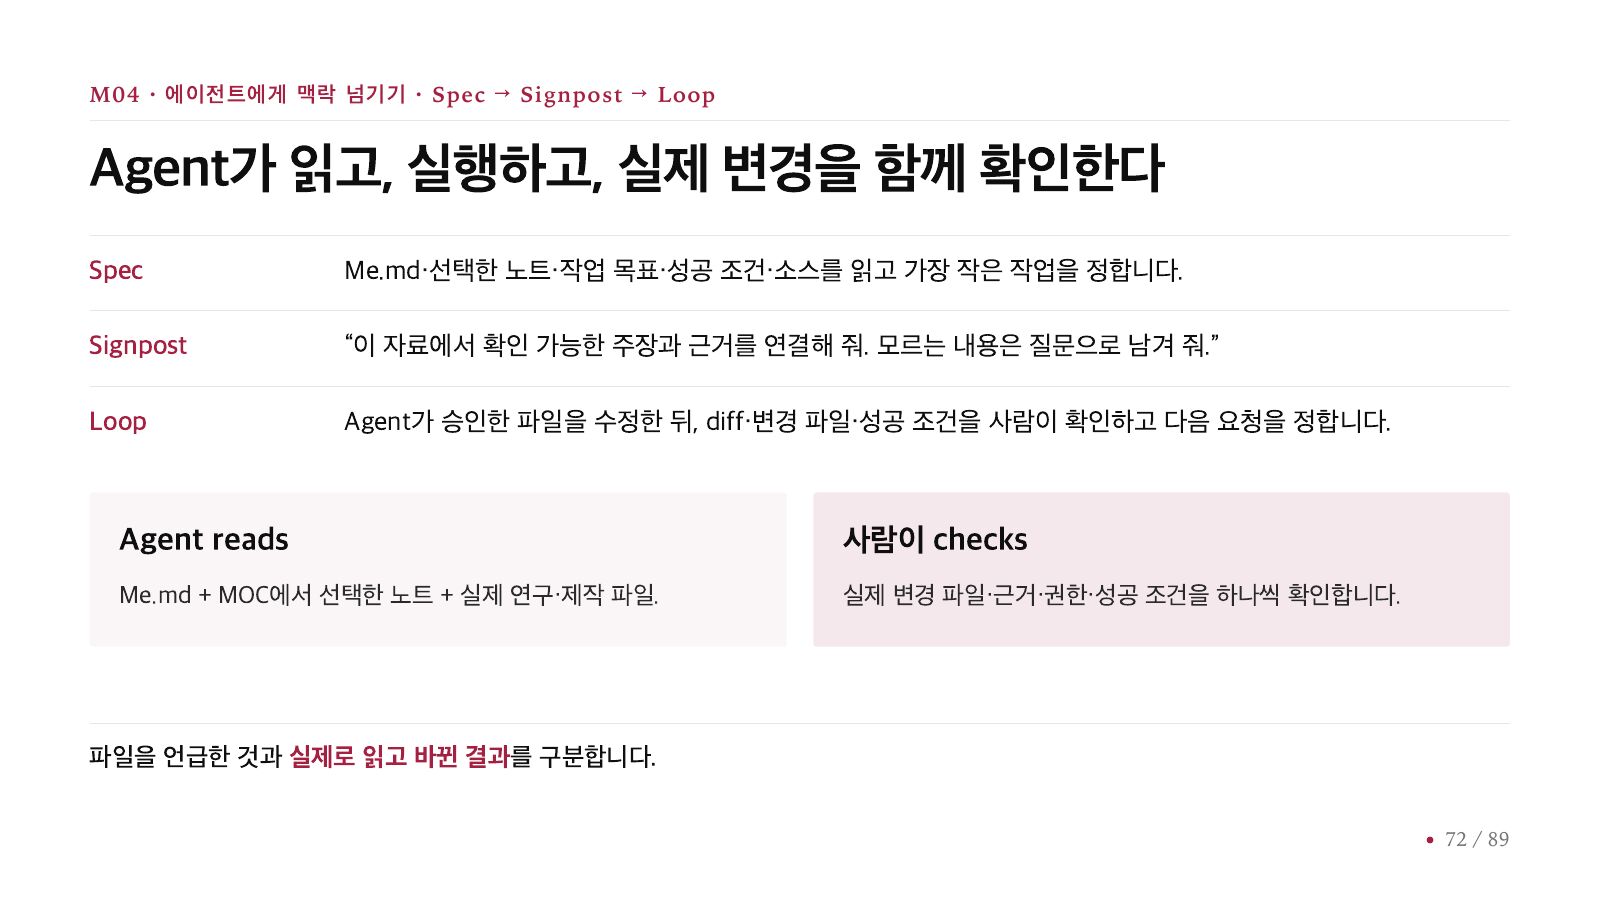 M04 · 에이전트에게 맥락 넘기기 · Spec → Signpost → Loop
Agent가 읽고, 실행하고, 실제 변경을 함께 확인한다
Spec
Me.md·선택한 노트·작업 목표·성공 조건·소스를 읽고 가장 작은 작업을 정합니다.
Signpost
“이 자료에서 확인 가능한 주장과 근거를 연결해 줘. 모르는 내용은 질문으로 남겨 줘.”
Loop
Agent가 승인한 파일을 수정한 뒤, diff·변경 파일·성공 조건을 사람이 확인하고 다음 요청을 정합니다.
Agent reads
Me.md + MOC에서 선택한 노트 + 실제 연구·제작 파일.
사람이 checks
실제 변경 파일·근거·권한·성공 조건을 하나씩 확인합니다.
파일을 언급한 것과 실제로 읽고 바뀐 결과를 구분합니다.
72 / 89